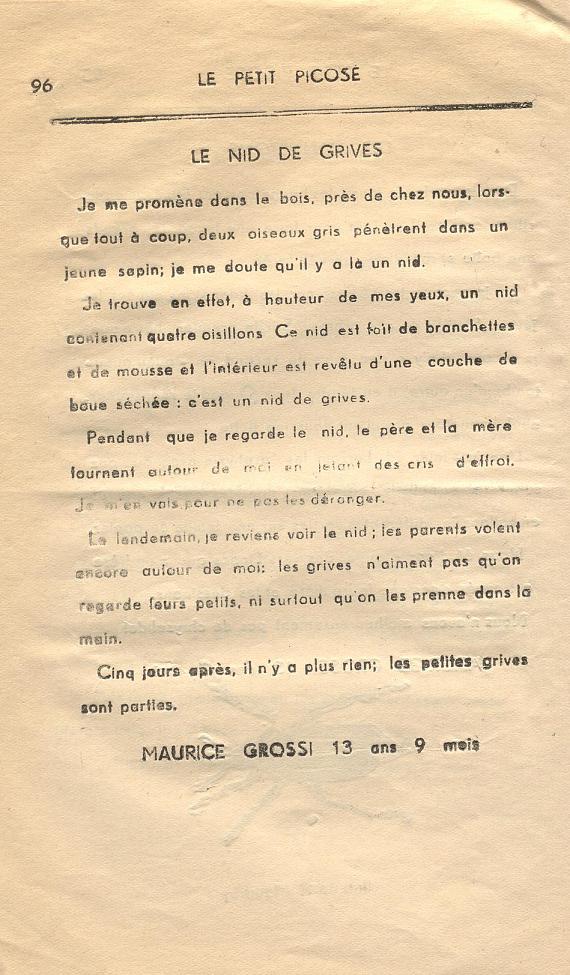 96
LE PETIT PICOSÉ
LE NID DE GRIVES
Je me promène dans le bois, près de chez nous, lors-
que tout à coup, deux oiseaux gris pénètrent dans un
jeune sapin; je me doute qu'il y a là un nid.
Je trouve en effet, à hauteur de mes yeux, un nid
contenant quatre oisillons Ce nid est fait de branchettes
et de mousse et l'intérieur est revêtu d'une couche de
boue séchée : c'est un nid de grives.
Pendant que je regarde le nid, le père et la mère
tournent autour de moi en jetant des cris d'effroi.
Je m'en vais pour ne pas les déranger.
Le lendemain, je reviens voir le nid ; les parents volent
encore autour de moi: les grives n'aiment pas qu'on
regarde leurs petits, ni surtout qu'on les prenne dans la
main.
Cinq jours après, il n'y a plus rien; les petites grives
sont parties.
MAURICE GROSSI 13 ans 9 mois